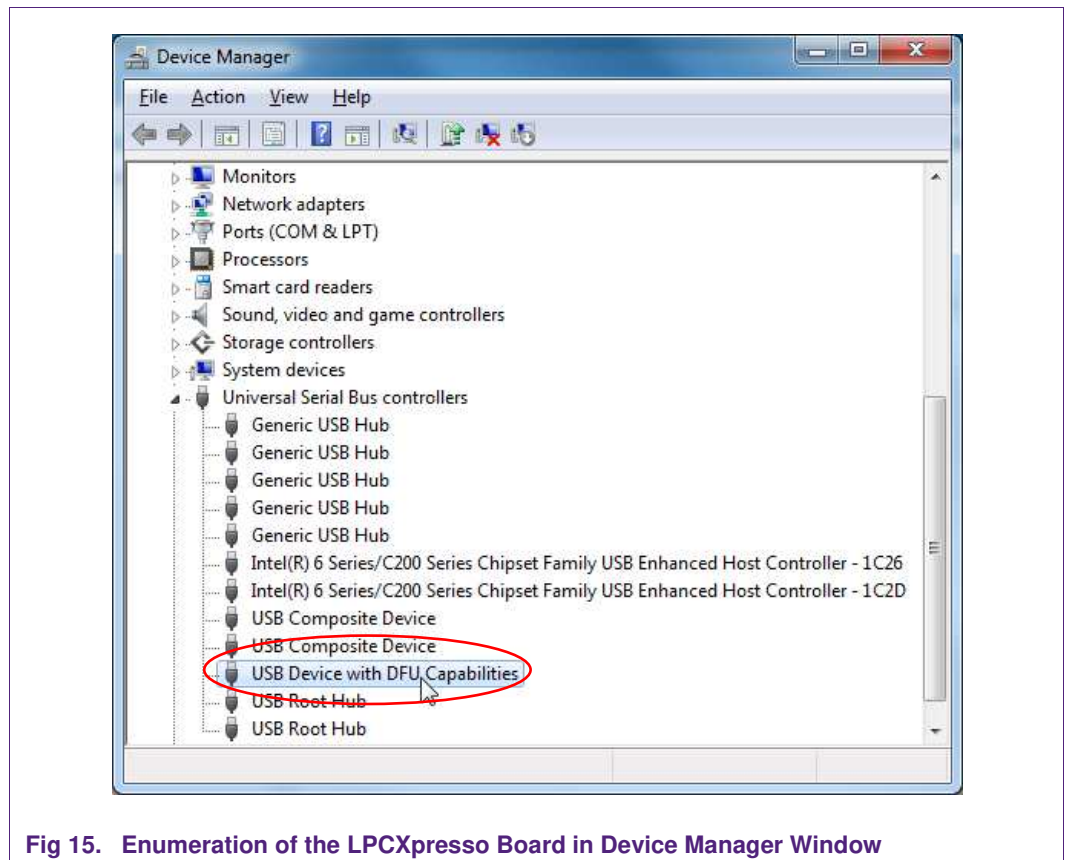 Device Manager
File Action View Help
Monitors
Network adapters
Ports (COM & LPT)
Processors
Smart card readers
Sound, video and game controllers
Storage controllers
System devices
Universal Serial Bus controllers
Generic USB Hub
Generic USB Hub
Generic USB Hub
Generic USB Hub
Generic USB Hub
Intel(R) 6 Series/C200 Series Chipset Family USB Enhanced Host Controller - 1C26
Intel(R) 6 Series/C200 Series Chipset Family USB Enhanced Host Controller - 1C2D
USB Composite Device
USB Composite Device
USB Device with DFU Capabilities
USB Root Hub
USB Root Hub
Fig 15. Enumeration of the LPCXpresso Board in Device Manager Window